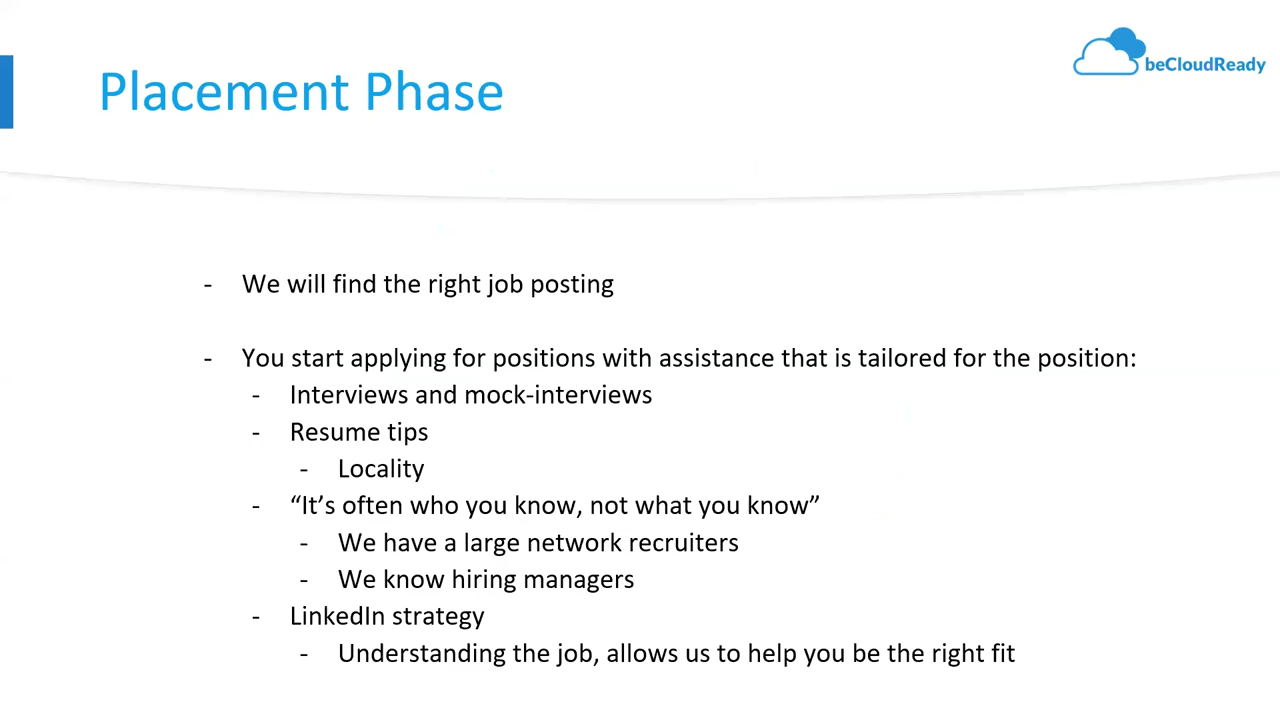 Placement Phase
beCloudReady
- We will find the right job posting
- You start applying for positions with assistance that is tailored for the position:
- Interviews and mock-interviews
- Resume tips
- Locality
- “It’s often who you know, not what you know”
- We have a large network recruiters
- We know hiring managers
- LinkedIn strategy
- Understanding the job, allows us to help you be the right fit